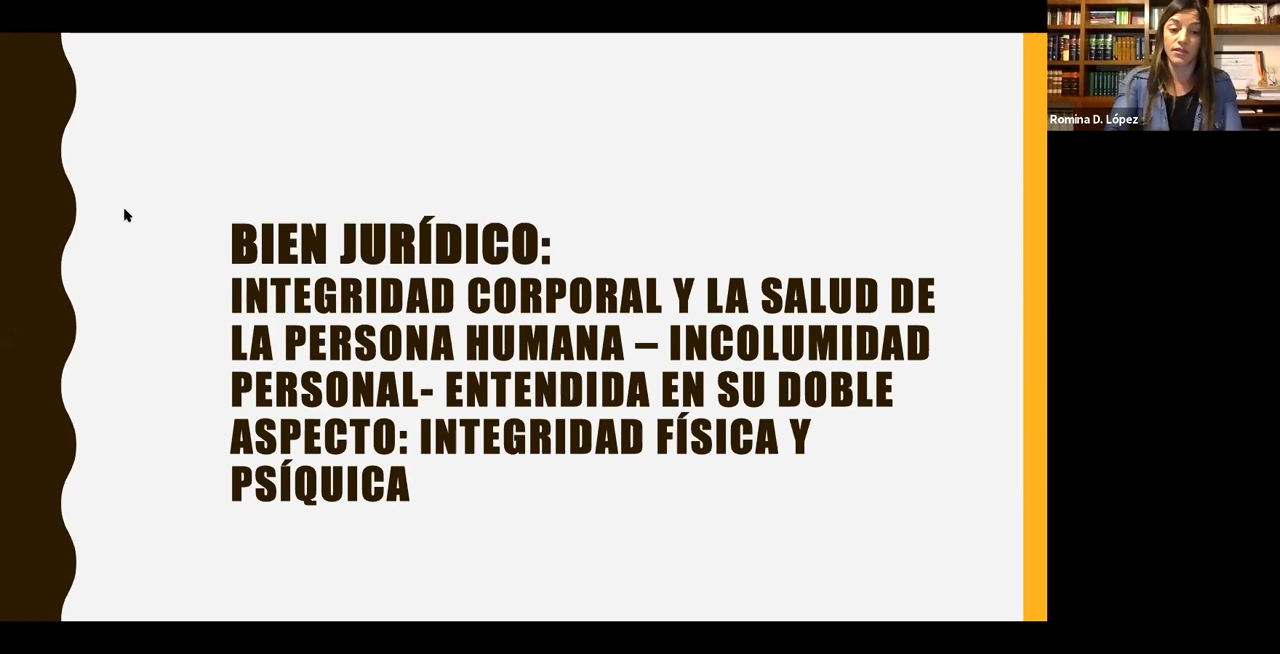 BIEN JURÍDICO:
INTEGRIDAD CORPORAL Y LA SALUD DE
LA PERSONA HUMANA – INCOLUMIDAD
PERSONAL- ENTENDIDA EN SU DOBLE
ASPECTO: INTEGRIDAD FÍSICA Y
PSÍQUICA
Romina D. López